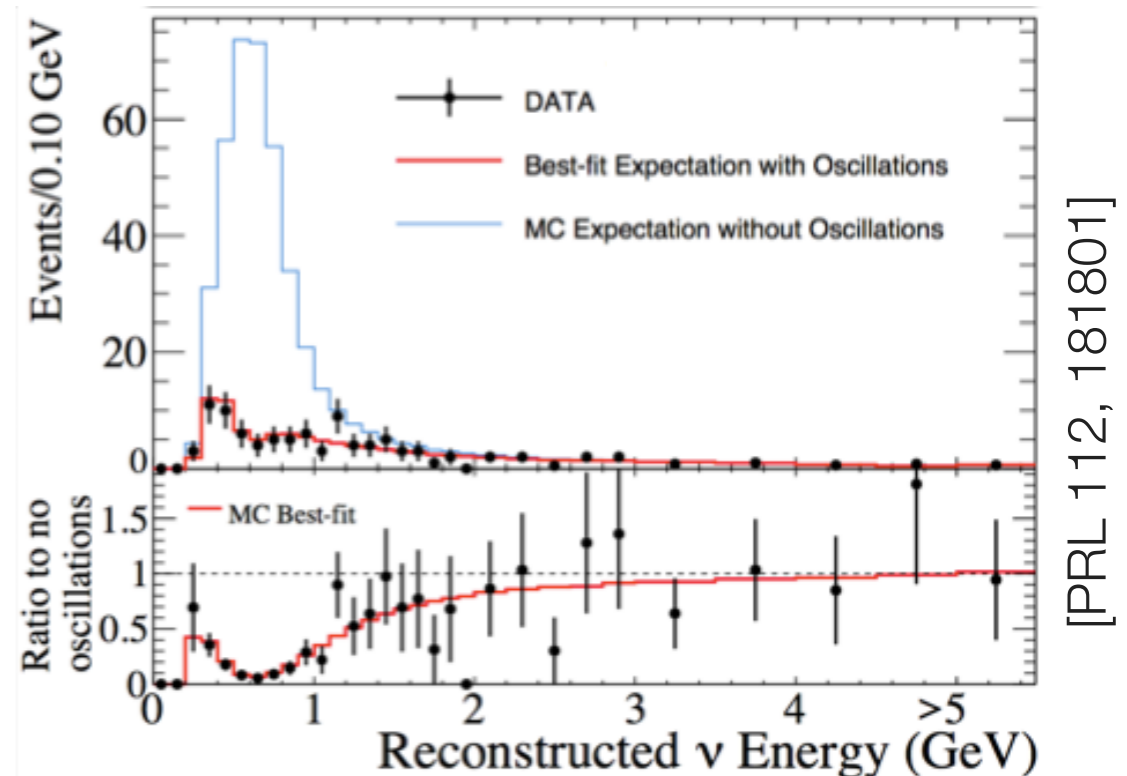 Events/0.10 GeV
60
40
20
0
DATA
Best-fit Expectation with Oscillations
MC Expectation without Oscillations
Ratio to no
oscillations
1.5
1
0.5
0
MC Best-fit
0 1 2 3 4 >5
Reconstructed ν Energy (GeV)
[PRL 112, 181801]